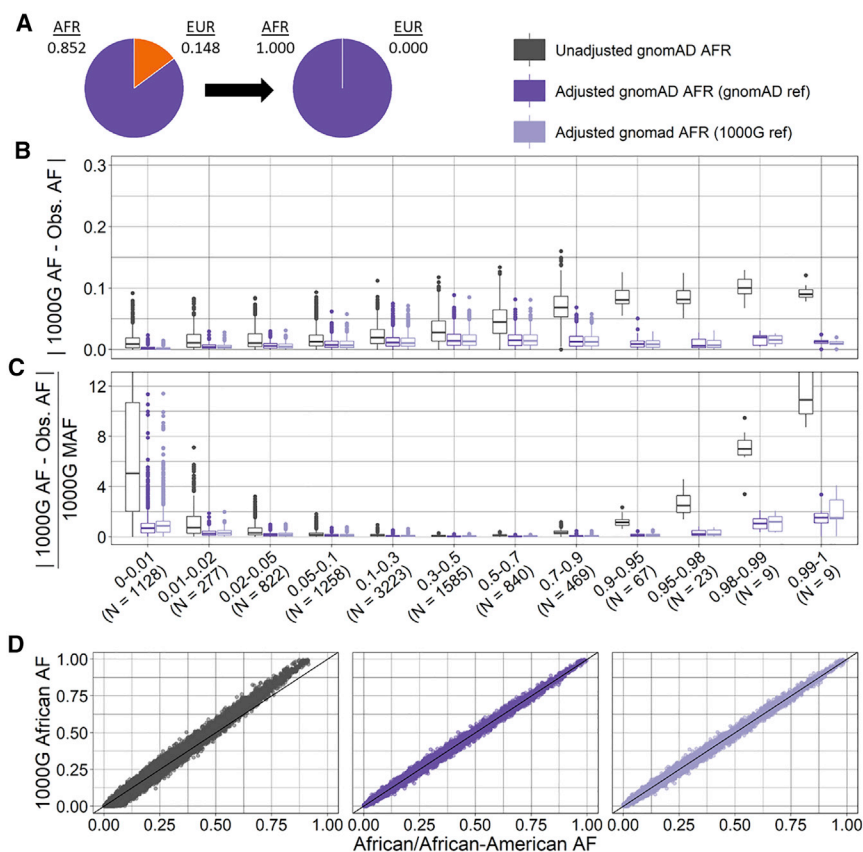 A
AFR EUR AFR EUR
0.852 0.148 1.000 0.000
Unadjusted gnomAD AFR
Adjusted gnomAD AFR (gnomAD ref)
Adjusted gnomad AFR (1000G ref)
B
| 1000G AF - Obs. AF |
0.3
0.2
0.1
0.0
C
| 1000G AF - Obs. AF |
1000G MAF
12
8
4
0
0-0.01
(N = 1128)
0.01-0.02
(N = 277)
0.02-0.05
(N = 822)
0.05-0.1
(N = 1258)
0.1-0.3
(N = 3223)
0.3-0.5
(N = 1585)
0.5-0.7
(N = 840)
0.7-0.9
(N = 469)
0.9-0.95
(N = 67)
0.95-0.98
(N = 23)
0.98-0.99
(N = 9)
0.99-1
(N = 9)
D
1000G African AF
1.00
0.75
0.50
0.25
0.00
0.00 0.25 0.50 0.75 1.00 0.00 0.25 0.50 0.75 1.00 0.00 0.25 0.50 0.75 1.00
African/African-American AF